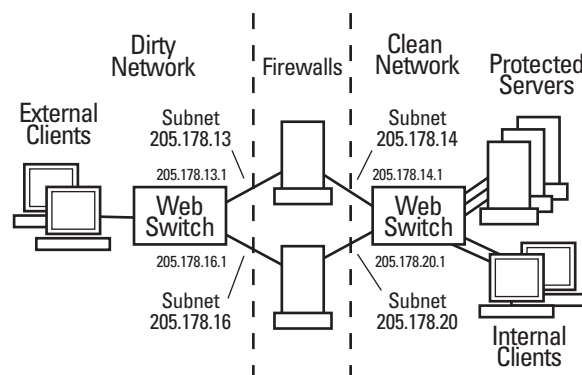 Dirty
Network
Firewalls
Clean
Network
Protected
Servers
External
Clients
Subnet
205.178.13
Subnet
205.178.14
205.178.13.1
205.178.14.1
Web
Switch
Web
Switch
205.178.16.1
205.178.20.1
Subnet
205.178.16
Subnet
205.178.20
Internal
Clients